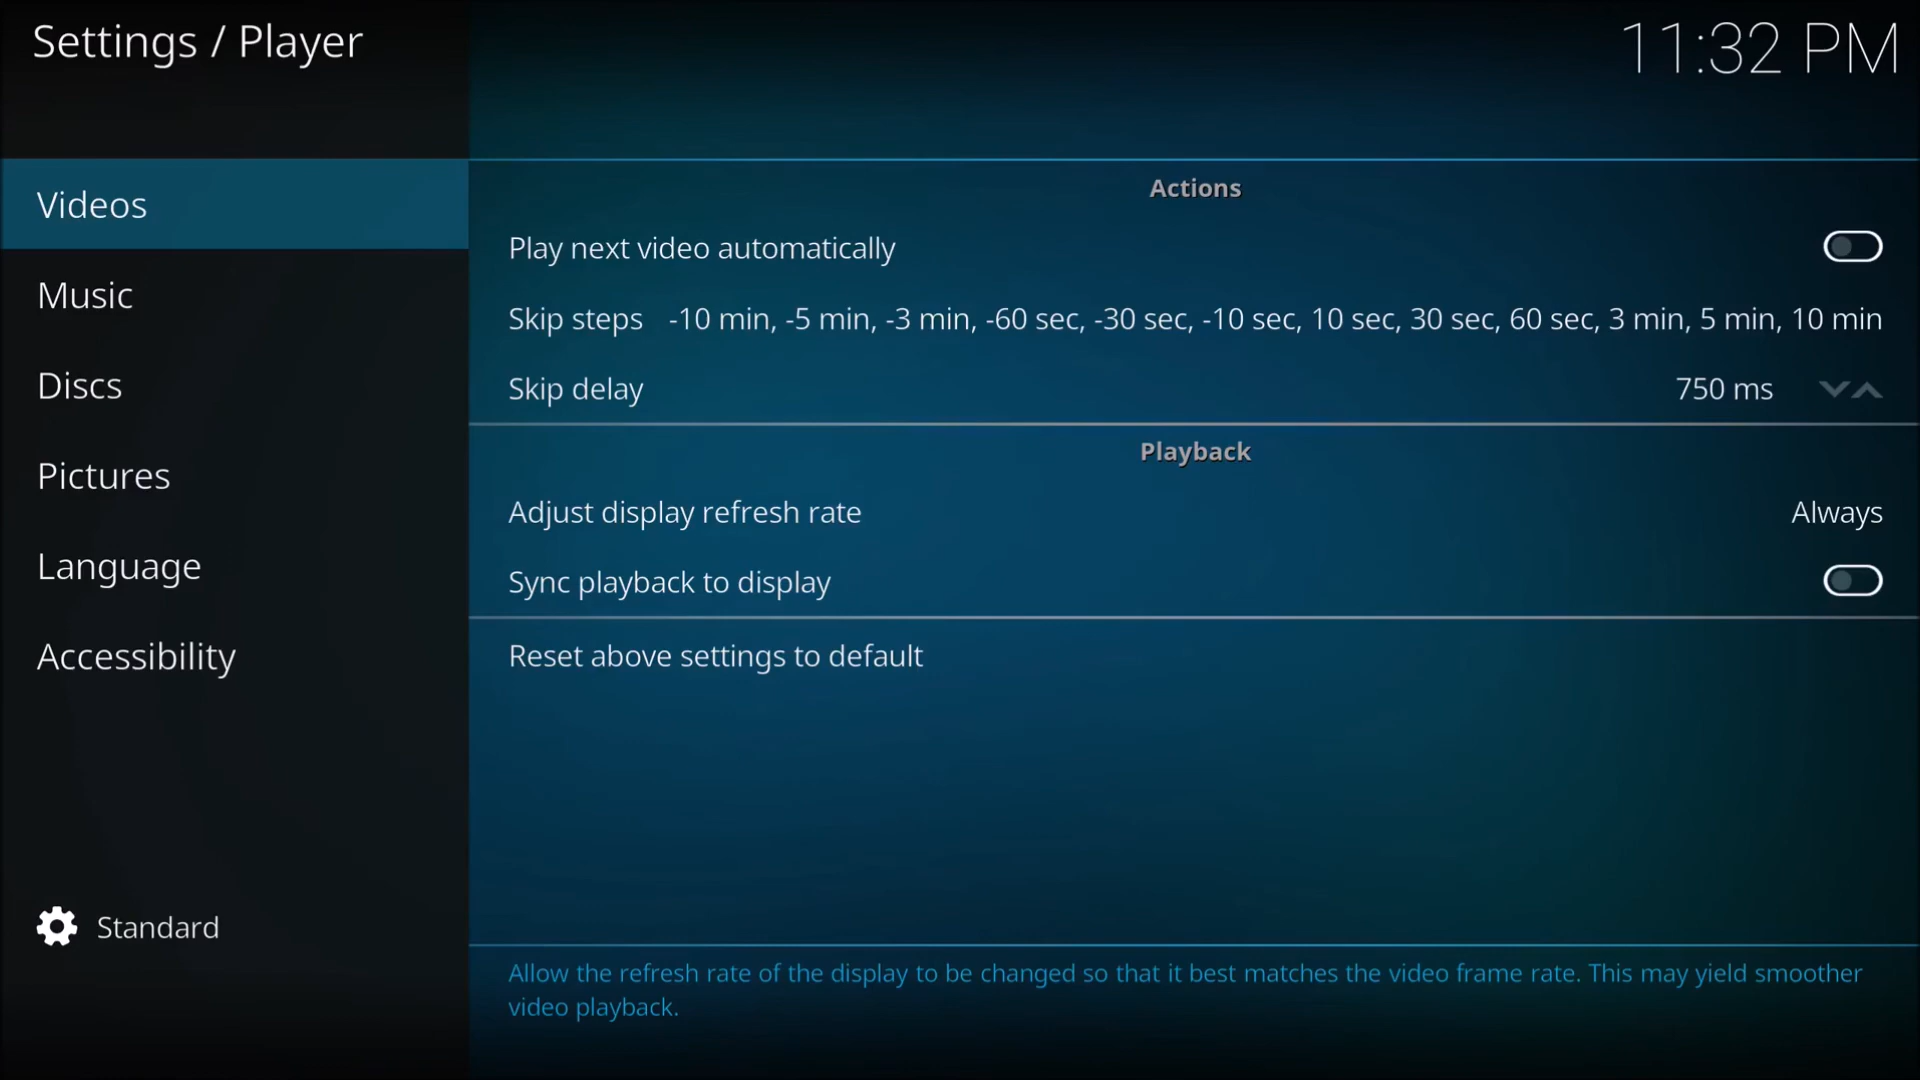 Settings / Player
11:32 PM
Videos
Music
Discs
Pictures
Language
Accessibility
Standard
Actions
Play next video automatically
Skip steps -10 min, -5 min, -3 min, -60 sec, -30 sec, -10 sec, 10 sec, 30 sec, 60 sec, 3 min, 5 min, 10 min
Skip delay 750 ms
Playback
Adjust display refresh rate Always
Sync playback to display
Reset above settings to default
Allow the refresh rate of the display to be changed so that it best matches the video frame rate. This may yield smoother
video playback.